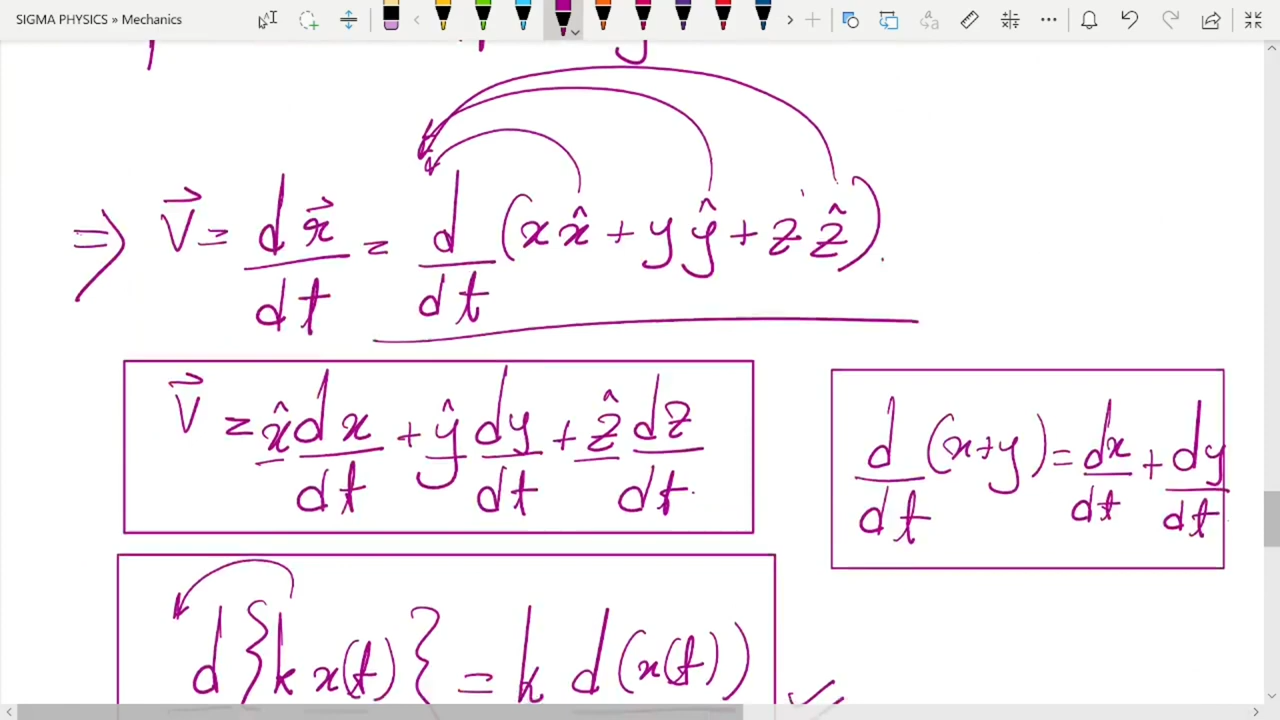 SIGMA PHYSICS » Mechanics
⇒ V⃗ = dr⃗/dt = d/dt (x x̂ + y ŷ + z ẑ).
V⃗ = x̂ dx/dt + ŷ dy/dt + ẑ dz/dt.
d/dt (x+y) = dx/dt + dy/dt
d{k x(t)} = k d(x(t))